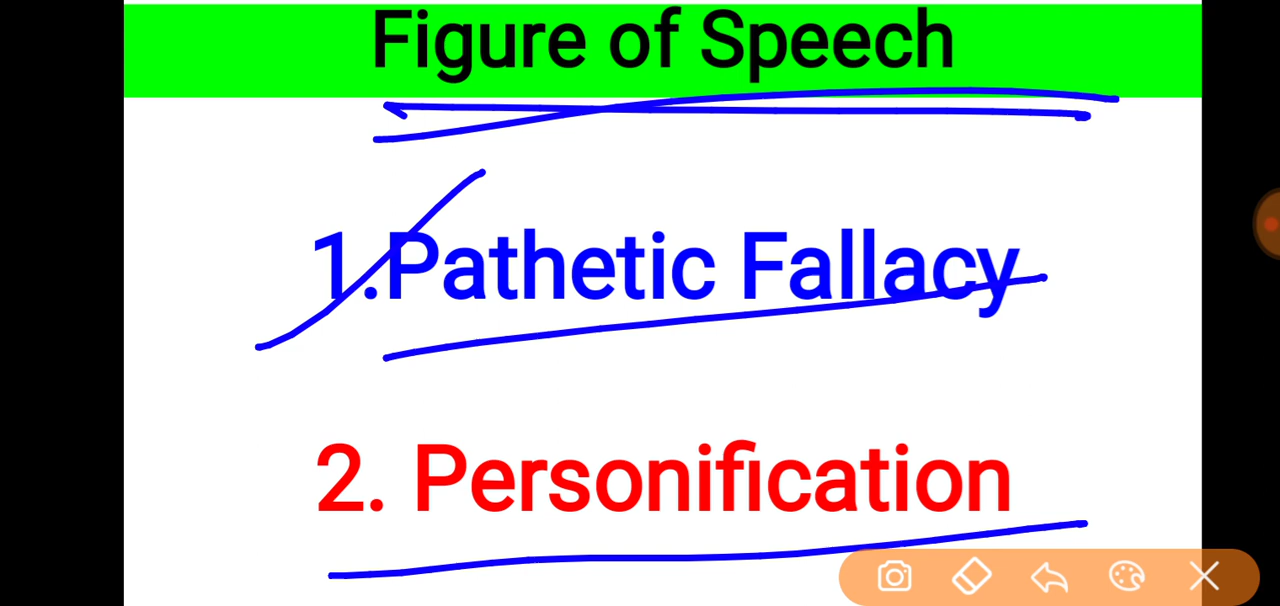 Figure of Speech
1.Pathetic Fallacy
2. Personification